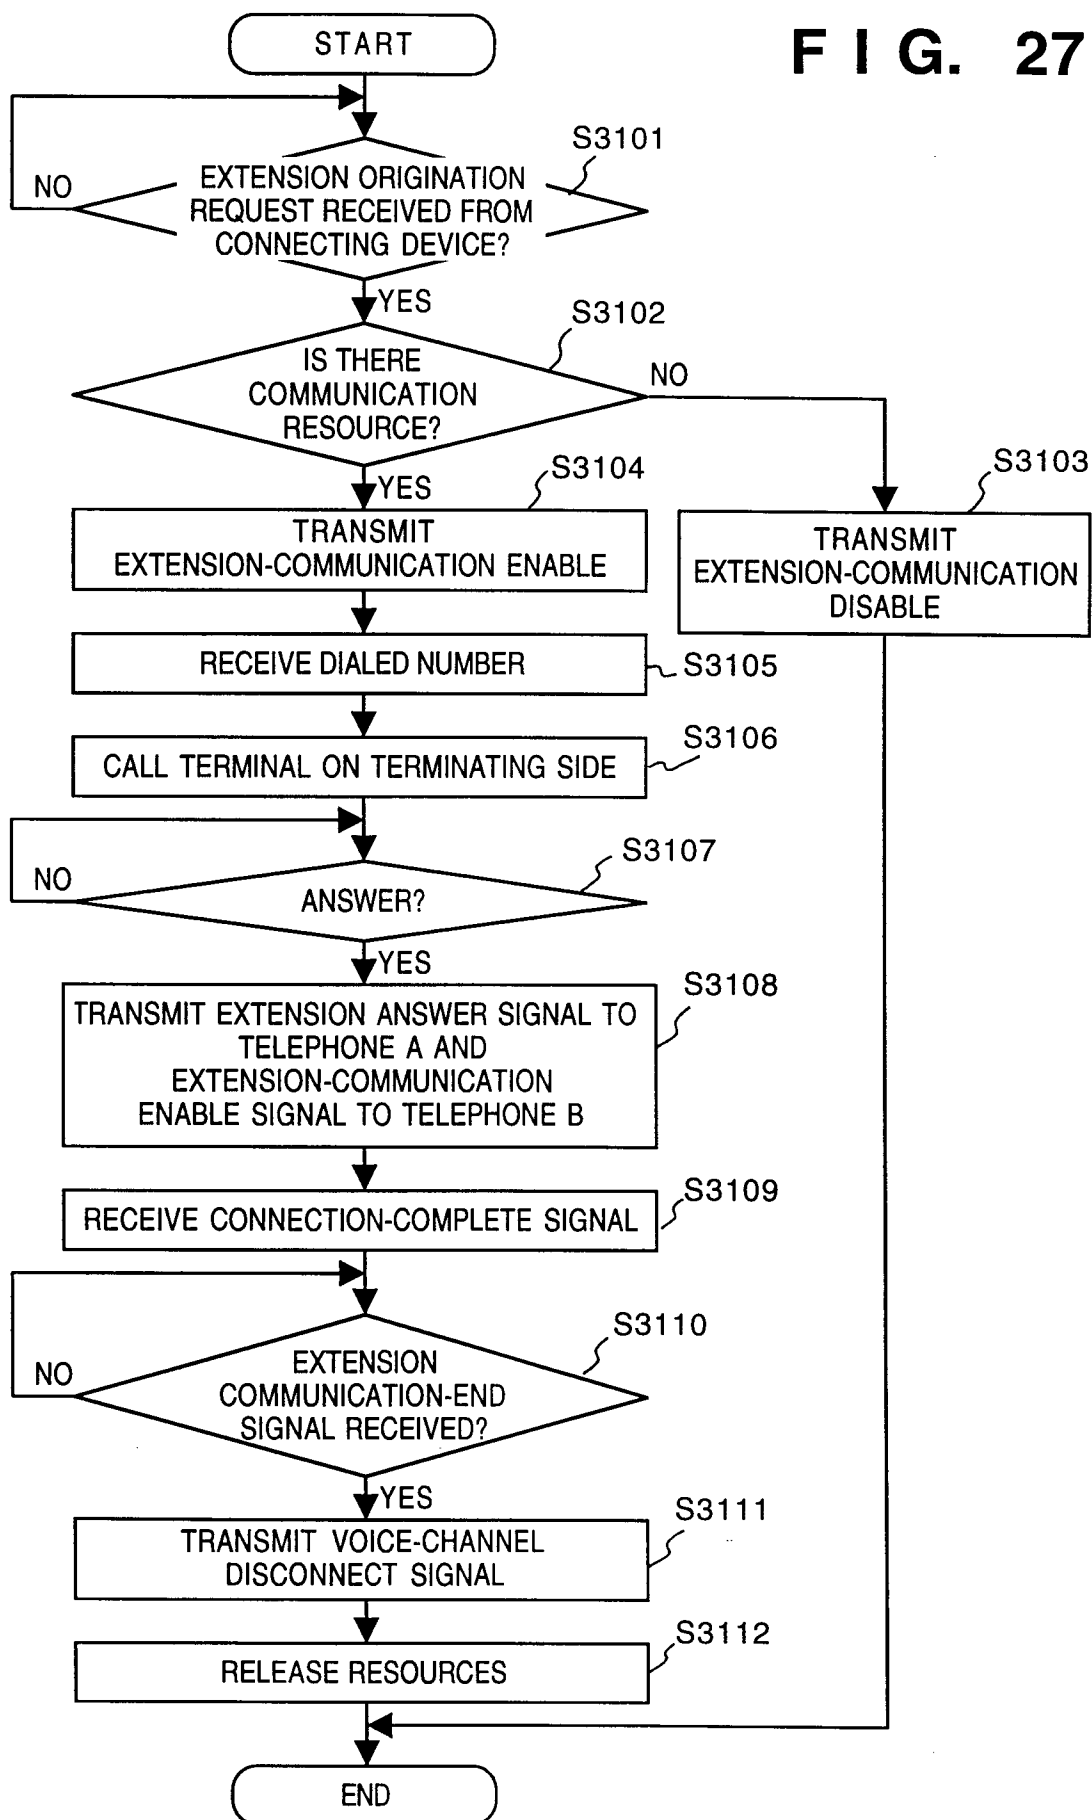 START
FIG. 27
S3101
NO
EXTENSION ORIGINATION
REQUEST RECEIVED FROM
CONNECTING DEVICE?
YES
S3102
IS THERE
COMMUNICATION
RESOURCE?
NO
YES
S3104
S3103
TRANSMIT
EXTENSION-COMMUNICATION ENABLE
TRANSMIT
EXTENSION-COMMUNICATION
DISABLE
RECEIVE DIALED NUMBER
S3105
S3106
CALL TERMINAL ON TERMINATING SIDE
S3107
NO
ANSWER?
YES
S3108
TRANSMIT EXTENSION ANSWER SIGNAL TO
TELEPHONE A AND
EXTENSION-COMMUNICATION
ENABLE SIGNAL TO TELEPHONE B
S3109
RECEIVE CONNECTION-COMPLETE SIGNAL
S3110
NO
EXTENSION
COMMUNICATION-END
SIGNAL RECEIVED?
YES
S3111
TRANSMIT VOICE-CHANNEL
DISCONNECT SIGNAL
S3112
RELEASE RESOURCES
END